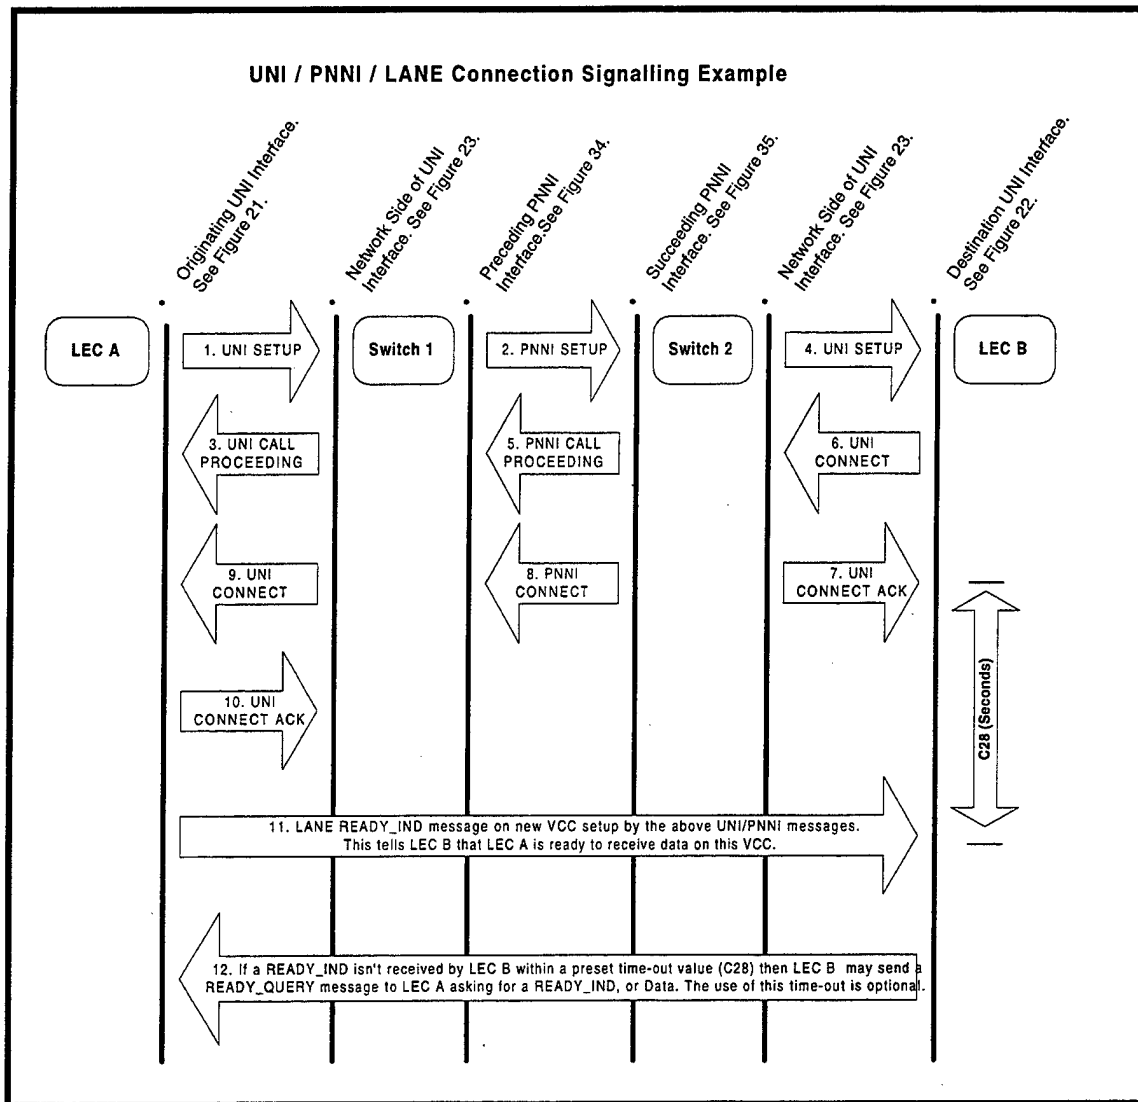 UNI / PNNI / LANE Connection Signalling Example
Originating UNI Interface.
See Figure 21.
Network Side of UNI
Interface. See Figure 23.
Preceding PNNI
Interface.See Figure 34.
Succeeding PNNI
Interface. See Figure 35.
Network Side of UNI
Interface. See Figure 23.
Destination UNI Interface.
See Figure 22.
LEC A
1. UNI SETUP
Switch 1
2. PNNI SETUP
Switch 2
4. UNI SETUP
LEC B
3. UNI CALL
PROCEEDING
5. PNNI CALL
PROCEEDING
6. UNI
CONNECT
9. UNI
CONNECT
8. PNNI
CONNECT
7. UNI
CONNECT ACK
10. UNI
CONNECT ACK
C28 (Seconds)
11. LANE READY_IND message on new VCC setup by the above UNI/PNNI messages.
This tells LEC B that LEC A is ready to receive data on this VCC.
12. If a READY_IND isn't received by LEC B within a preset time-out value (C28) then LEC B may send a
READY_QUERY message to LEC A asking for a READY_IND, or Data. The use of this time-out is optional.